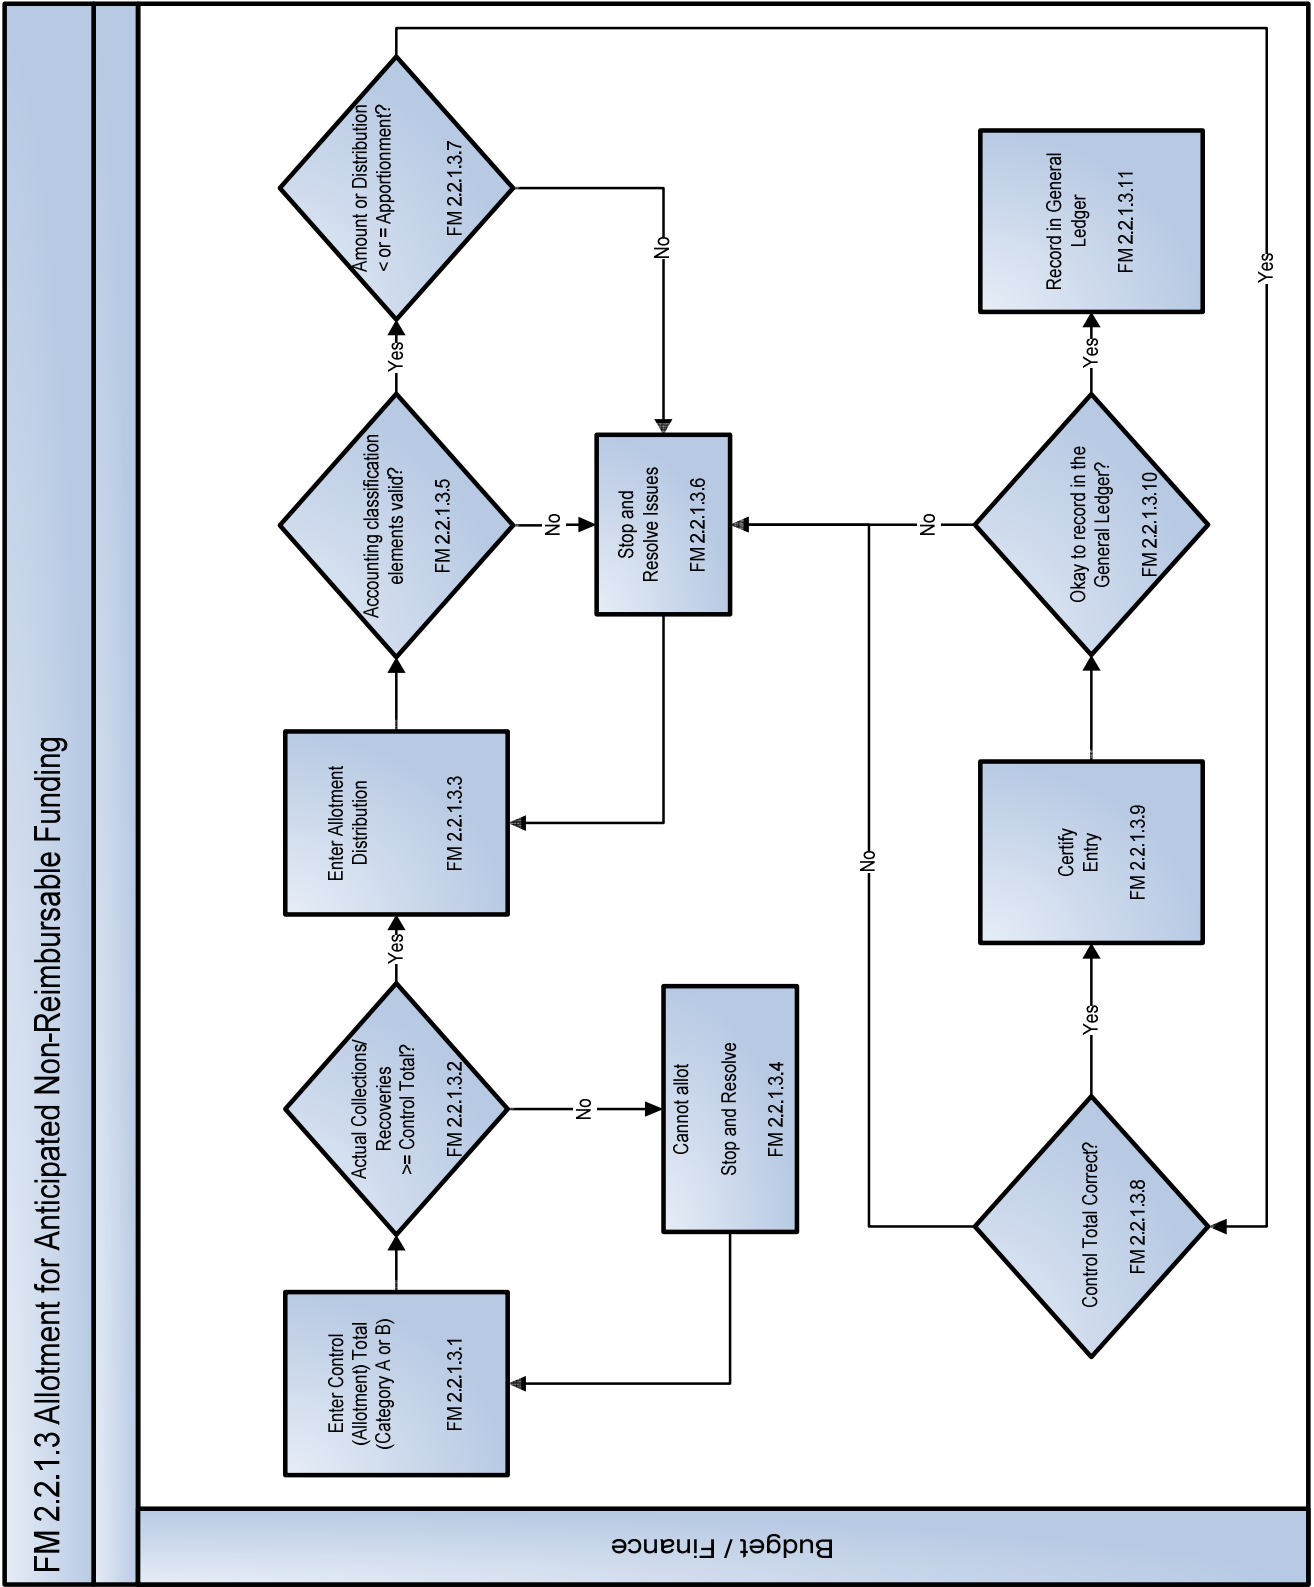 FM 2.2.1.3 Allotment for Anticipated Non-Reimbursable Funding
Budget / Finance
Enter Control
(Allotment) Total
(Category A or B)
FM 2.2.1.3.1
Actual Collections/
Recoveries
>= Control Total?
FM 2.2.1.3.2
Yes
No
Enter Allotment
Distribution
FM 2.2.1.3.3
Cannot allot
Stop and Resolve
FM 2.2.1.3.4
Accounting classification
elements valid?
FM 2.2.1.3.5
Yes
No
Stop and
Resolve Issues
FM 2.2.1.3.6
Amount or Distribution
< or = Apportionment?
FM 2.2.1.3.7
No
Yes
Control Total Correct?
FM 2.2.1.3.8
No
Yes
Certify
Entry
FM 2.2.1.3.9
Okay to record in the
General Ledger?
FM 2.2.1.3.10
No
Yes
Record in General
Ledger
FM 2.2.1.3.11